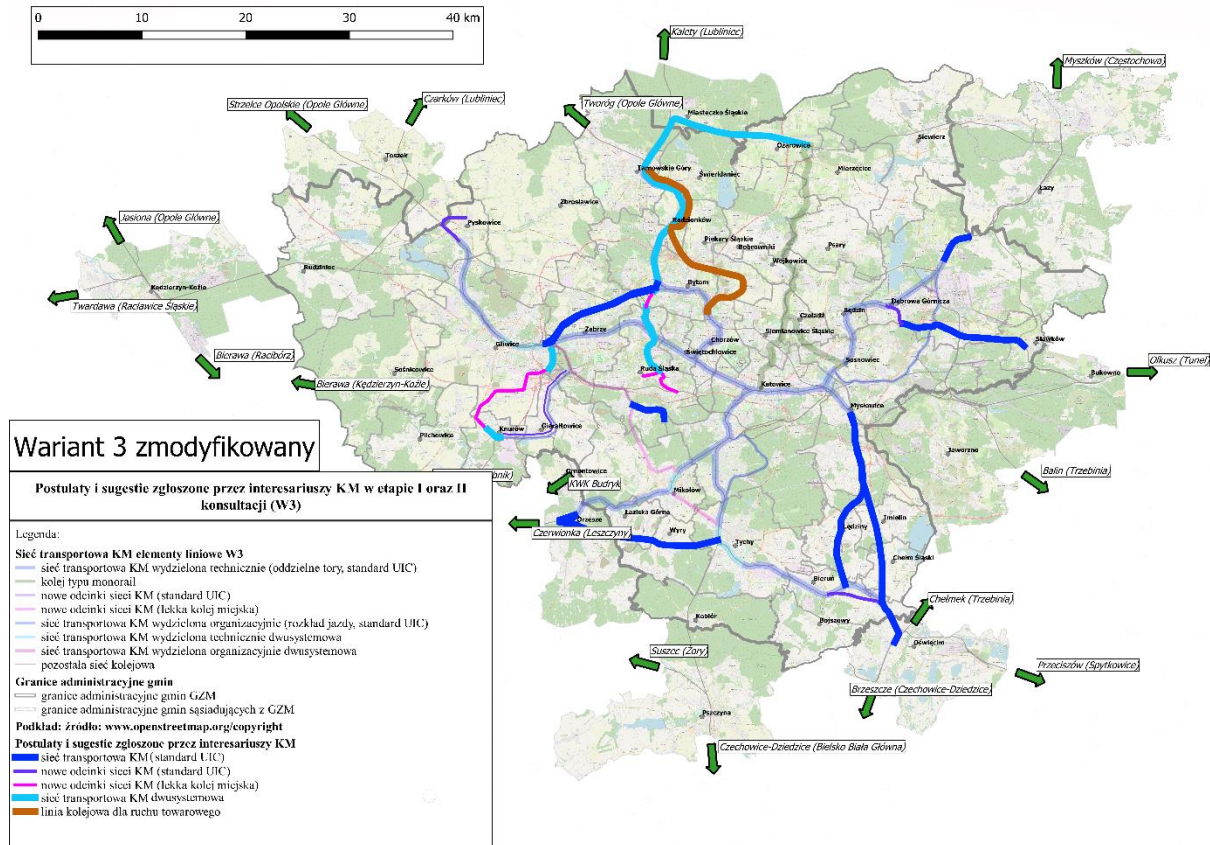 0 10 20 30 40 km
Kalety (Lubliniec)
Myszków (Częstochowa)
Strzelce Opolskie (Opole Główne)
Czarków (Lubliniec)
Tworóg (Opole Główne)
Miasteczko Śląskie
Siewierz
Toszek
Ożarowice
Mierzęcice
Tarnowskie Góry
Świerklaniec
Łazy
Zbrosławice
Jasiona (Opole Główne)
Pyskowice
Radzionków
Piekary Śląskie
Bobrowniki
Psary
Wojkowice
Rudziniec
Kędzierzyn-Koźle
Bytom
Twardawa (Racławice Śląskie)
Dąbrowa Górnicza
Czeladź
Będzin
Zabrze
Siemianowice Śląskie
Chorzów
Sławków
Gliwice
Świętochłowice
Bierawa (Racibórz)
Sośnicowice
Ruda Śląska
Sosnowiec
Olkusz (Tunel)
Bukowno
Bierawa (Kędzierzyn-Koźle)
Katowice
Mysłowice
Wariant 3 zmodyfikowany
Pilchowice
Knurów
Gierałtowice
Jaworzno
Ornontowice
KWK Budryk
Balin (Trzebinia)
Mikołów
Orzesze
Łaziska Górne
Czerwionka (Leszczyny)
Wyry
Tychy
Lędziny
Imielin
Chełm Śląski
Bieruń
Chełmek (Trzebinia)
Kobiór
Bojszowy
Oświęcim
Suszec (Żory)
Przeciszów (Spytkowice)
Brzeszcze (Czechowice-Dziedzice)
Pszczyna
Czechowice-Dziedzice (Bielsko Biała Główna)
Postulaty i sugestie zgłoszone przez interesariuszy KM w etapie I oraz II
konsultacji (W3)
Legenda:
Sieć transportowa KM elementy liniowe W3
sieć transportowa KM wydzielona technicznie (oddzielne tory, standard UIC)
kolej typu monorail
nowe odcinki sieci KM (standard UIC)
nowe odcinki sieci KM (lekka kolej miejska)
sieć transportowa KM wydzielona organizacyjnie (rozkład jazdy, standard UIC)
sieć transportowa KM wydzielona technicznie dwusystemowa
sieć transportowa KM wydzielona organizacyjnie dwusystemowa
pozostała sieć kolejowa
Granice administracyjne gmin
granice administracyjne gmin GZM
granice administracyjne gmin sąsiadujących z GZM
Podkład: źródło: www.openstreetmap.org/copyright
Postulaty i sugestie zgłoszone przez interesariuszy KM
sieć transportowa KM (standard UIC)
nowe odcinki sieci KM (standard UIC)
nowe odcinki sieci KM (lekka kolej miejska)
sieć transportowa KM dwusystemowa
linia kolejowa dla ruchu towarowego